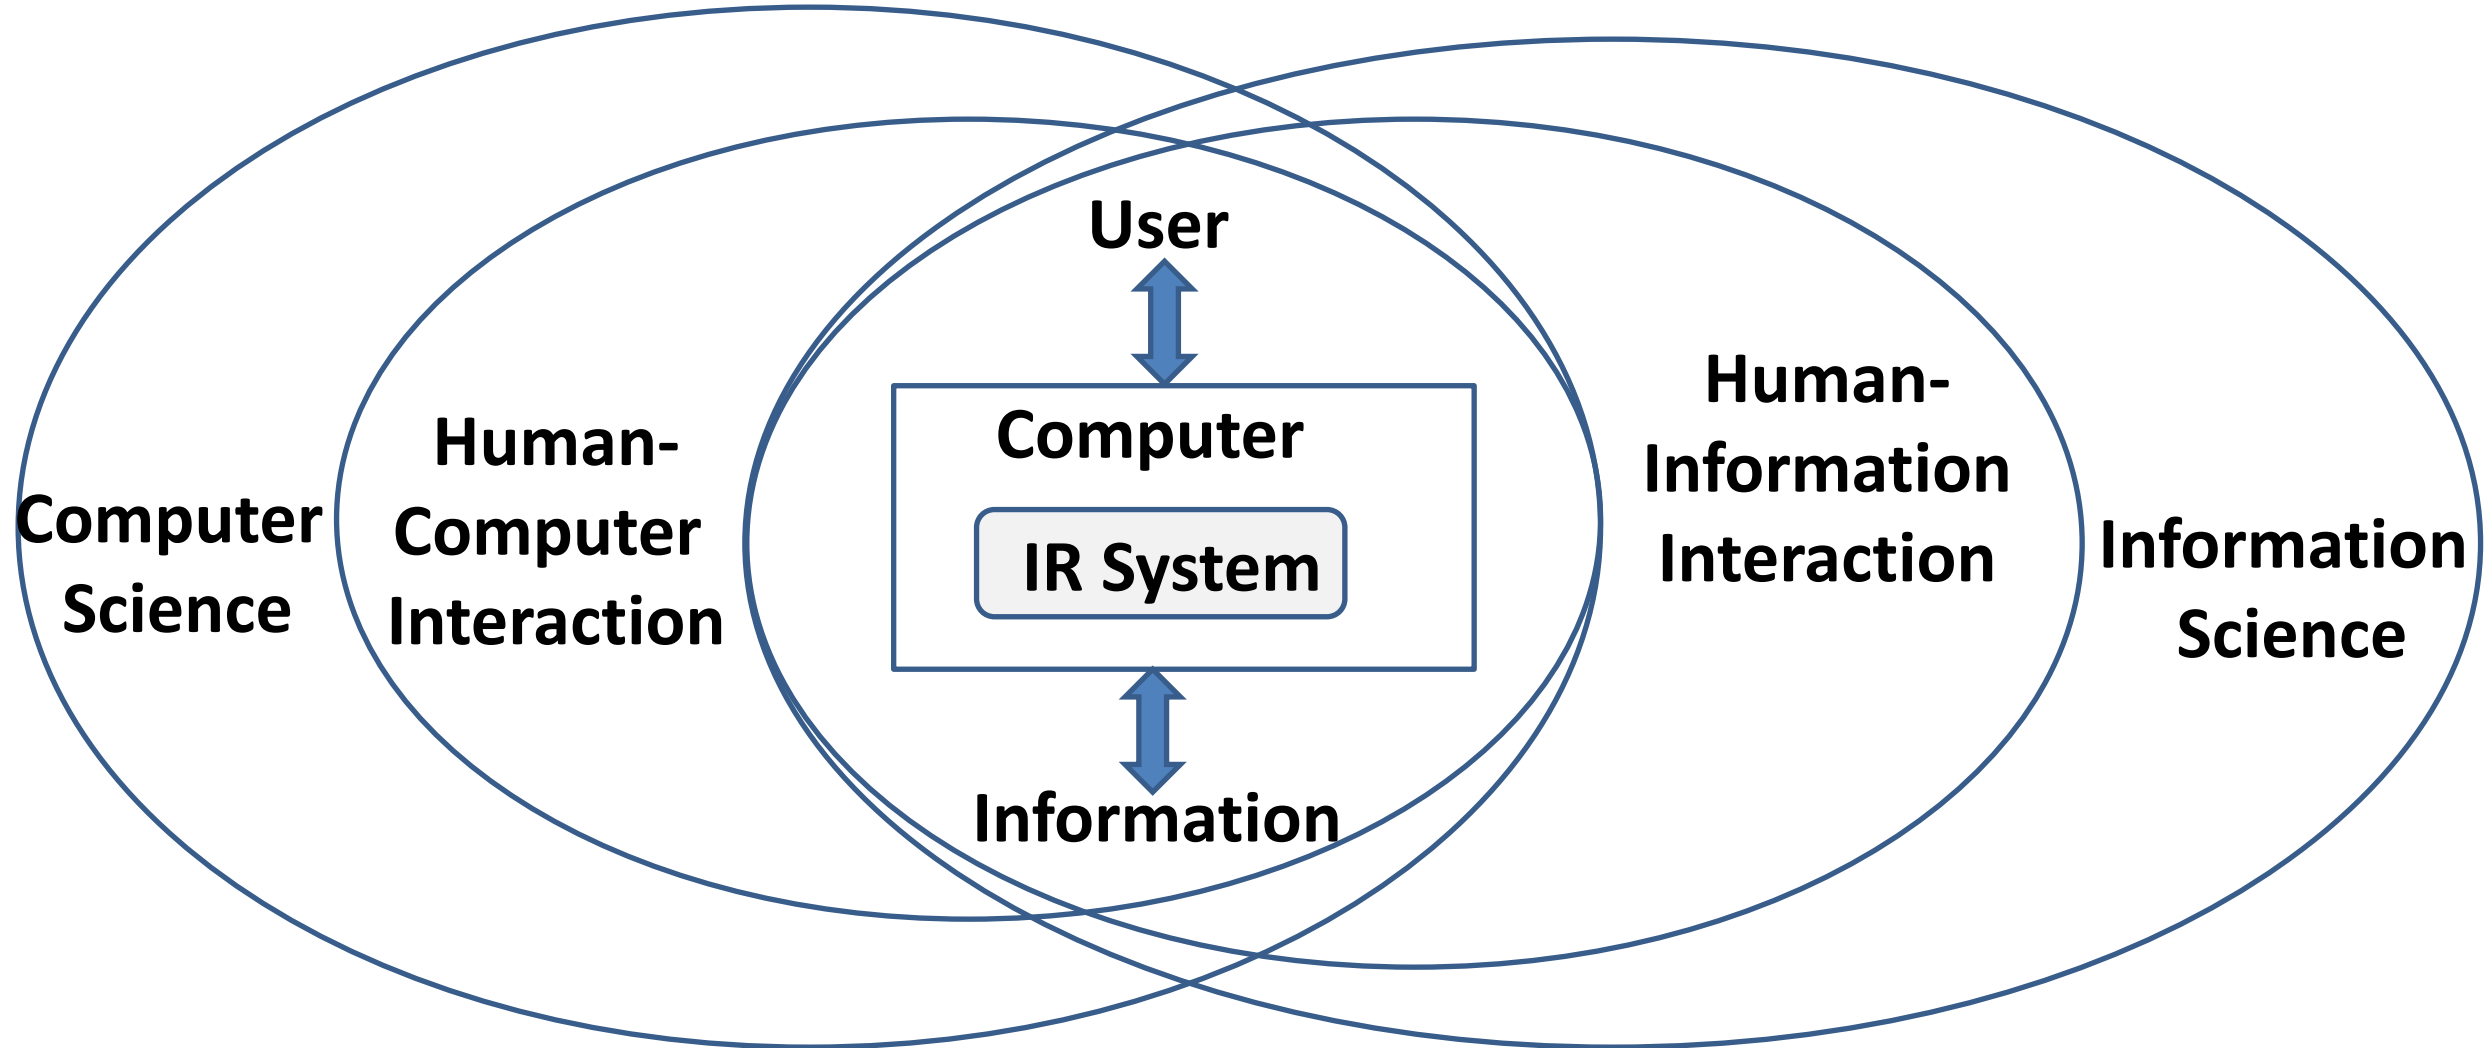 User
Computer
IR System
Information
Computer
Science
Human-
Computer
Interaction
Human-
Information
Interaction
Information
Science